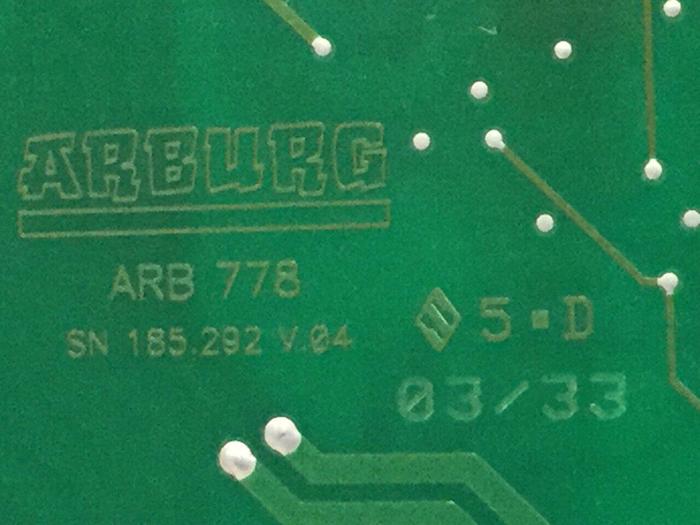 ARBURG
ARB 778
SN 185.292 V.04
5▪D
03/33